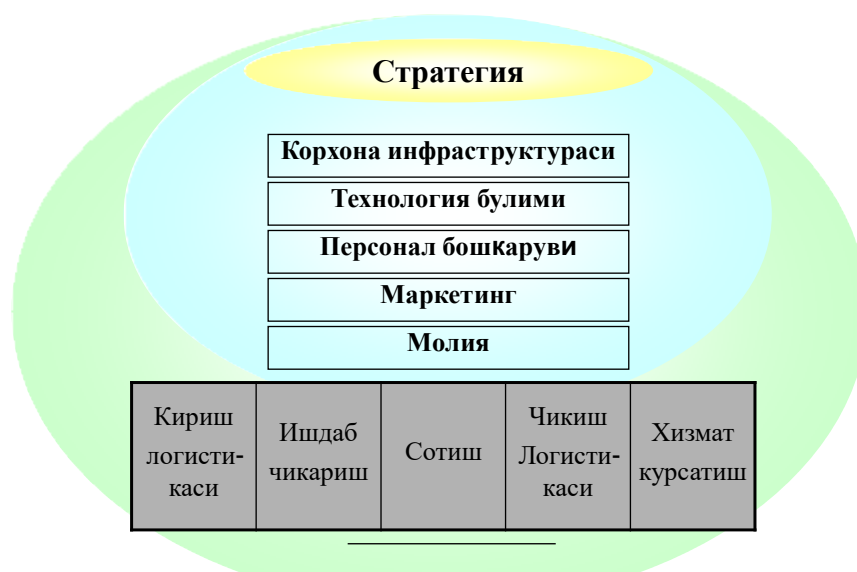 Стратегия
Корхона инфраструктураси
Технология булими
Персонал бошкаруви
Маркетинг
Молия
Кириш
логисти-
каси
Ишдаб
чикариш
Сотиш
Чикиш
Логисти-
каси
Хизмат
курсатиш